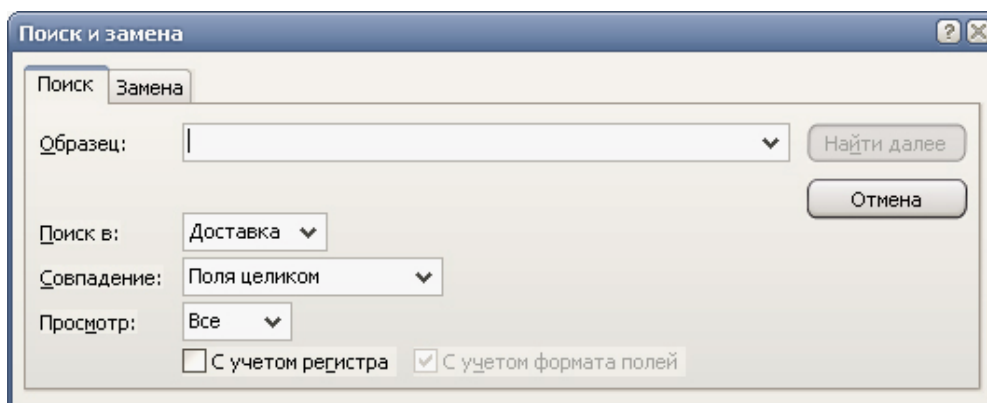 Поиск и замена
Поиск Замена
Образец: Найти далее
Отмена
Поиск в: Доставка
Совпадение: Поля целиком
Просмотр: Все
С учетом регистра С учетом формата полей